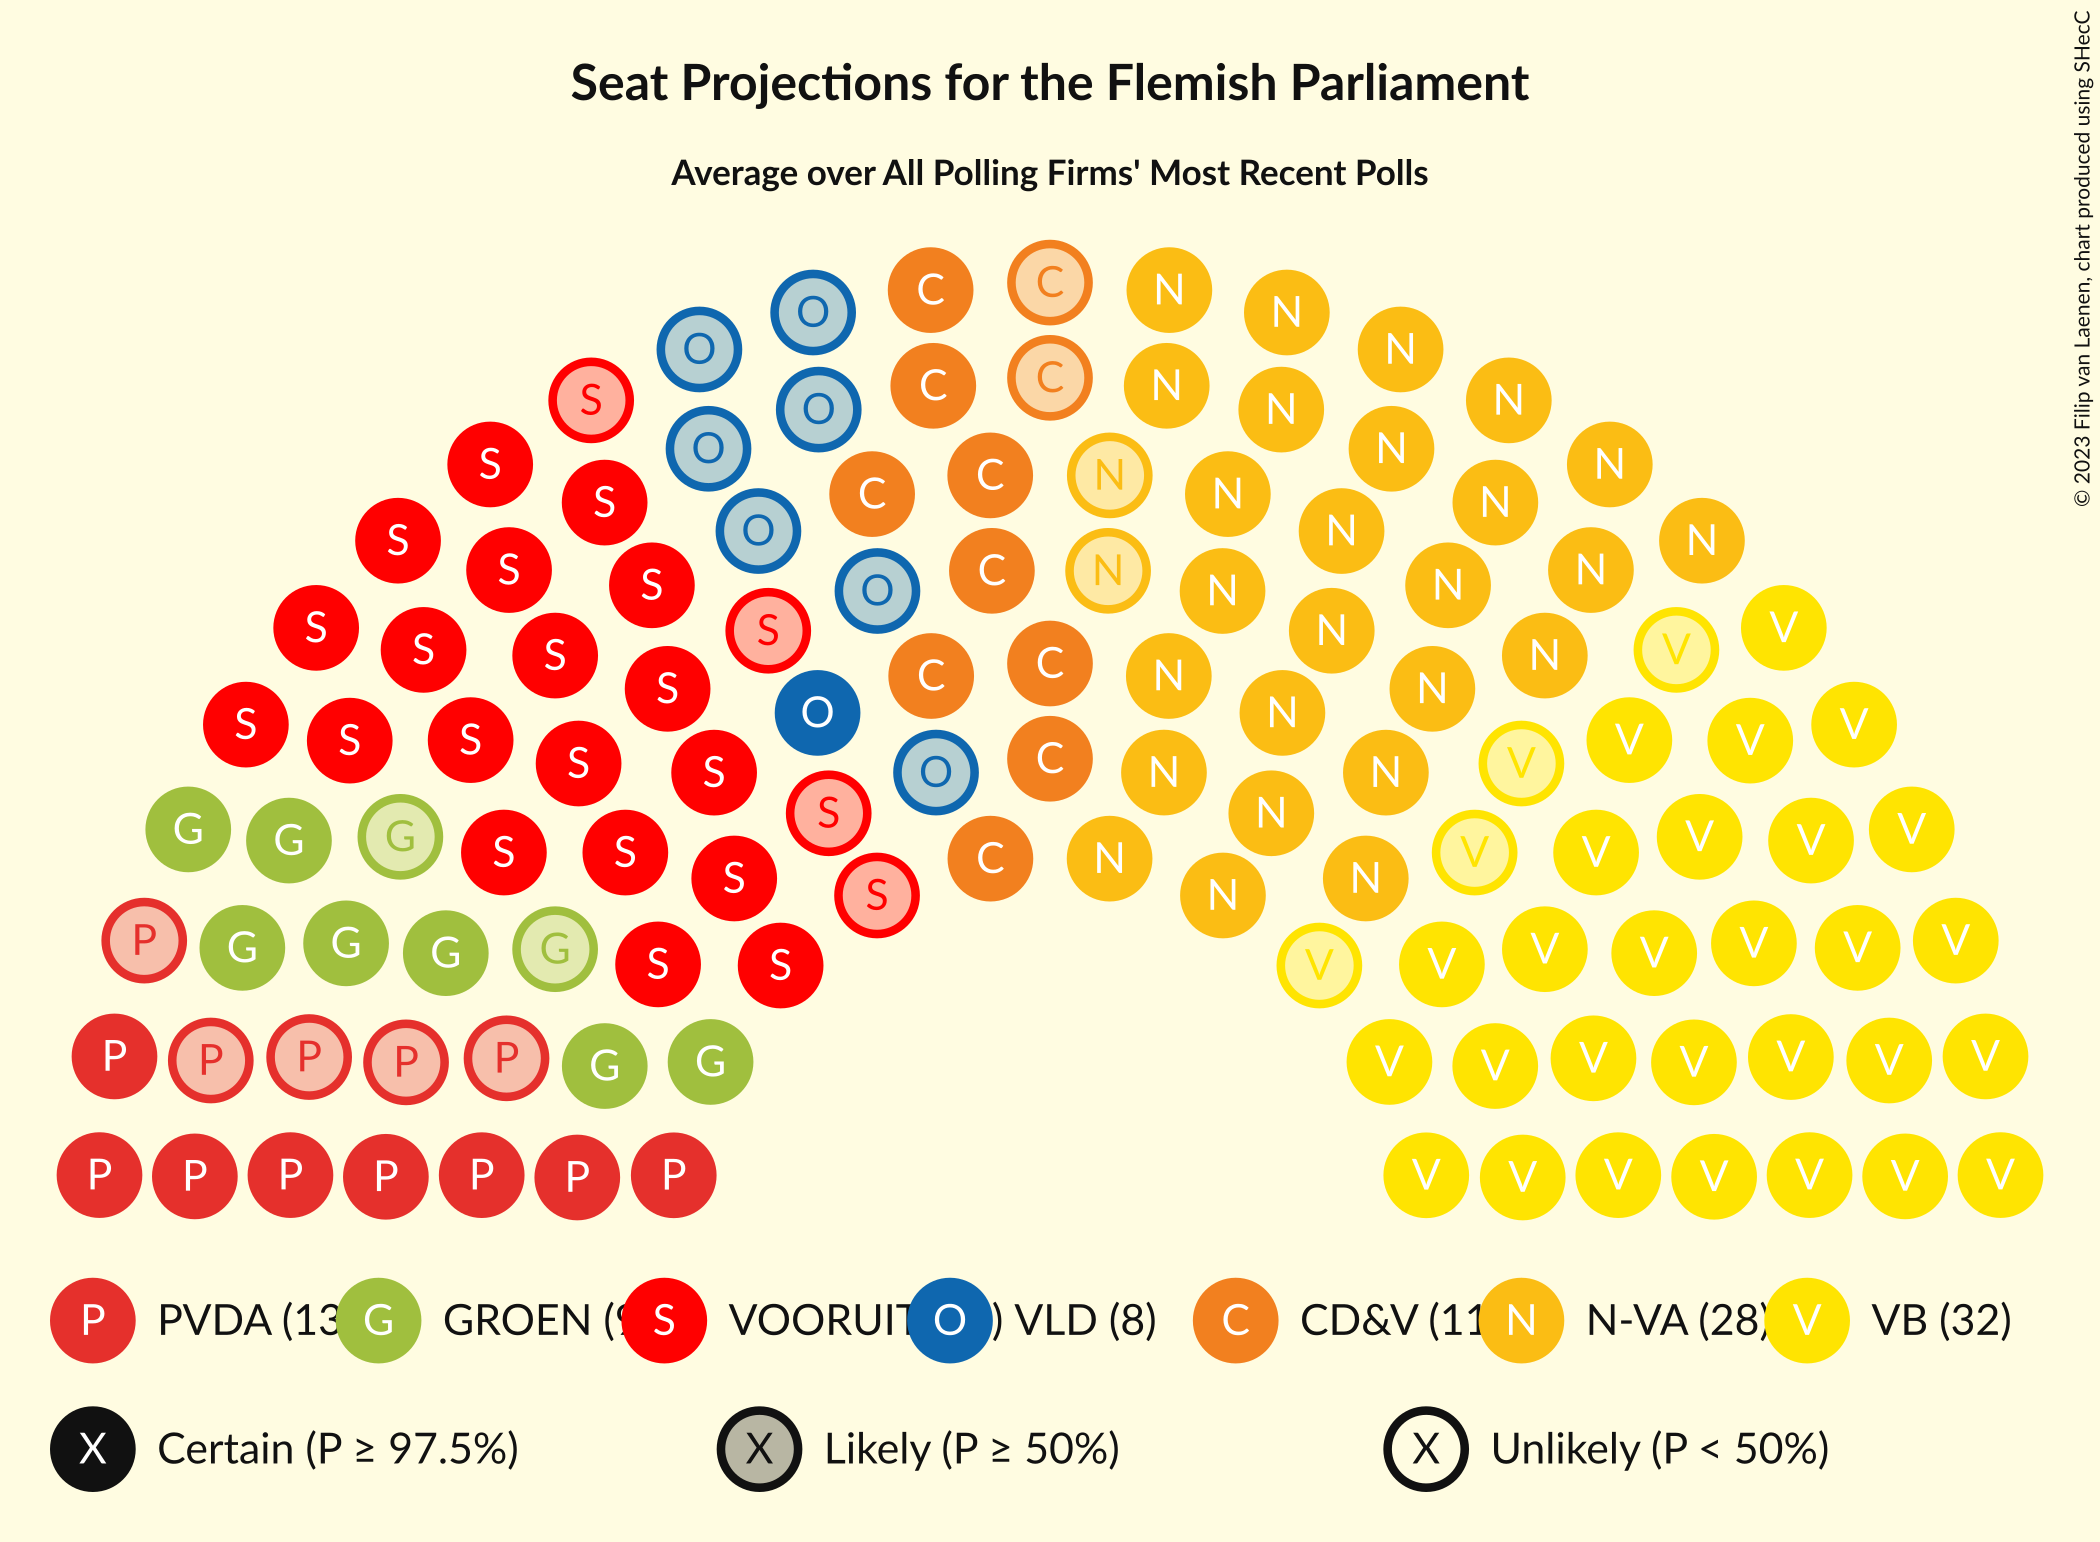 Seat Projections for the Flemish Parliament
Average over All Polling Firms' Most Recent Polls
© 2023 Filip van Laenen, chart produced using SHecC
C C N
O N
O N
C C N
S O O N N N
S N
C N
S C N N
S O N N
S C N N
S O N N
S S N V
S S C C N N V
S N
S O N V
S S V V
S S O C N N V
S N
G G G V V V
S S C N V V
S S N N
P G G G G S S V V V V V V V
P P P P P G G V V V V V V V
P P P P P P P V V V V V V V
P PVDA (13 G GROEN ( S VOORUIT O ) VLD (8) C CD&V (11 N N-VA (28) V VB (32)
X Certain (P ≥ 97.5%) X Likely (P ≥ 50%) X Unlikely (P < 50%)